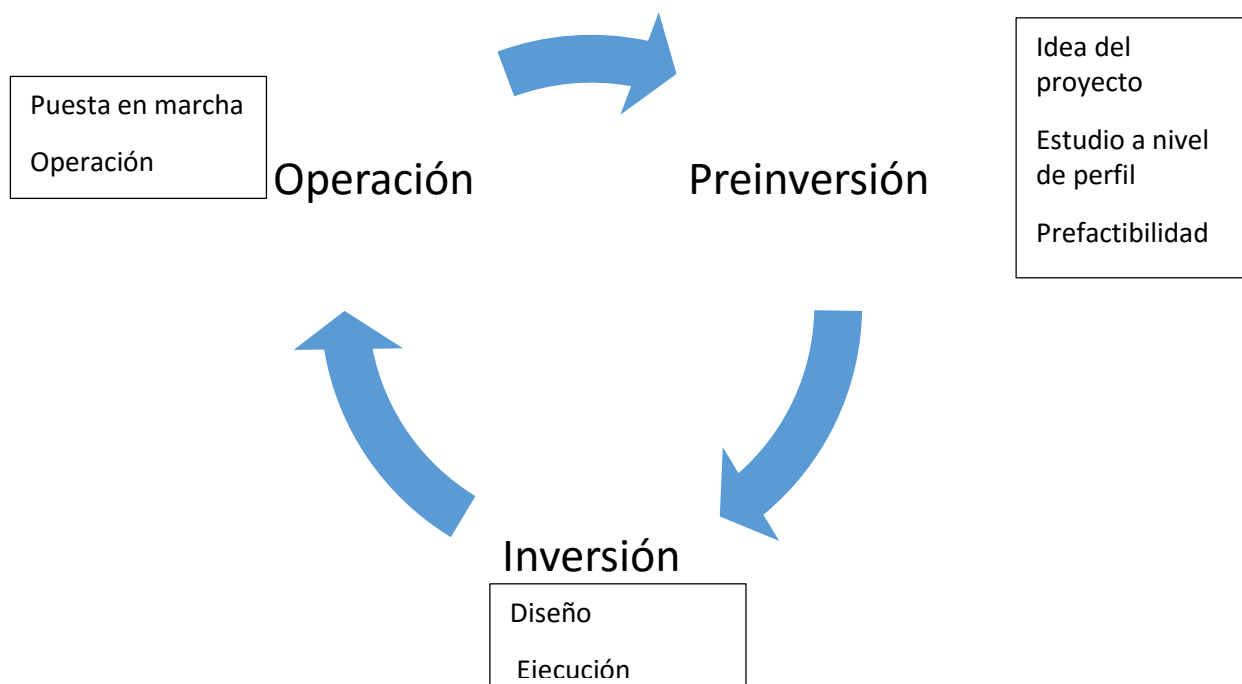 Puesta en marcha
Operación
Operación
Preinversión
Idea del
proyecto
Estudio a nivel
de perfil
Prefactibilidad
Inversión
Diseño
Ejecución